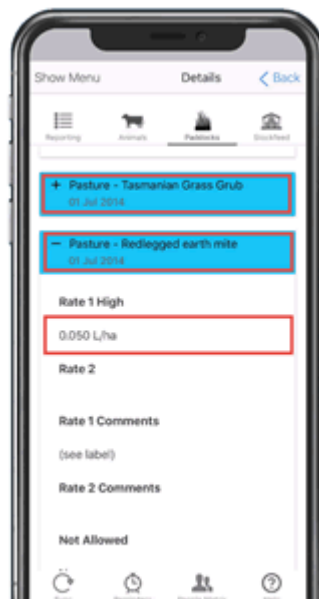 Show Menu Details < Back
Reporting Animals Paddocks Stockfeed
+ Pasture - Tasmanian Grass Grub
01 Jul 2014
− Pasture - Redlegged earth mite
01 Jul 2014
Rate 1 High
0.050 L/ha
Rate 2
Rate 1 Comments
(see label)
Rate 2 Comments
Not Allowed